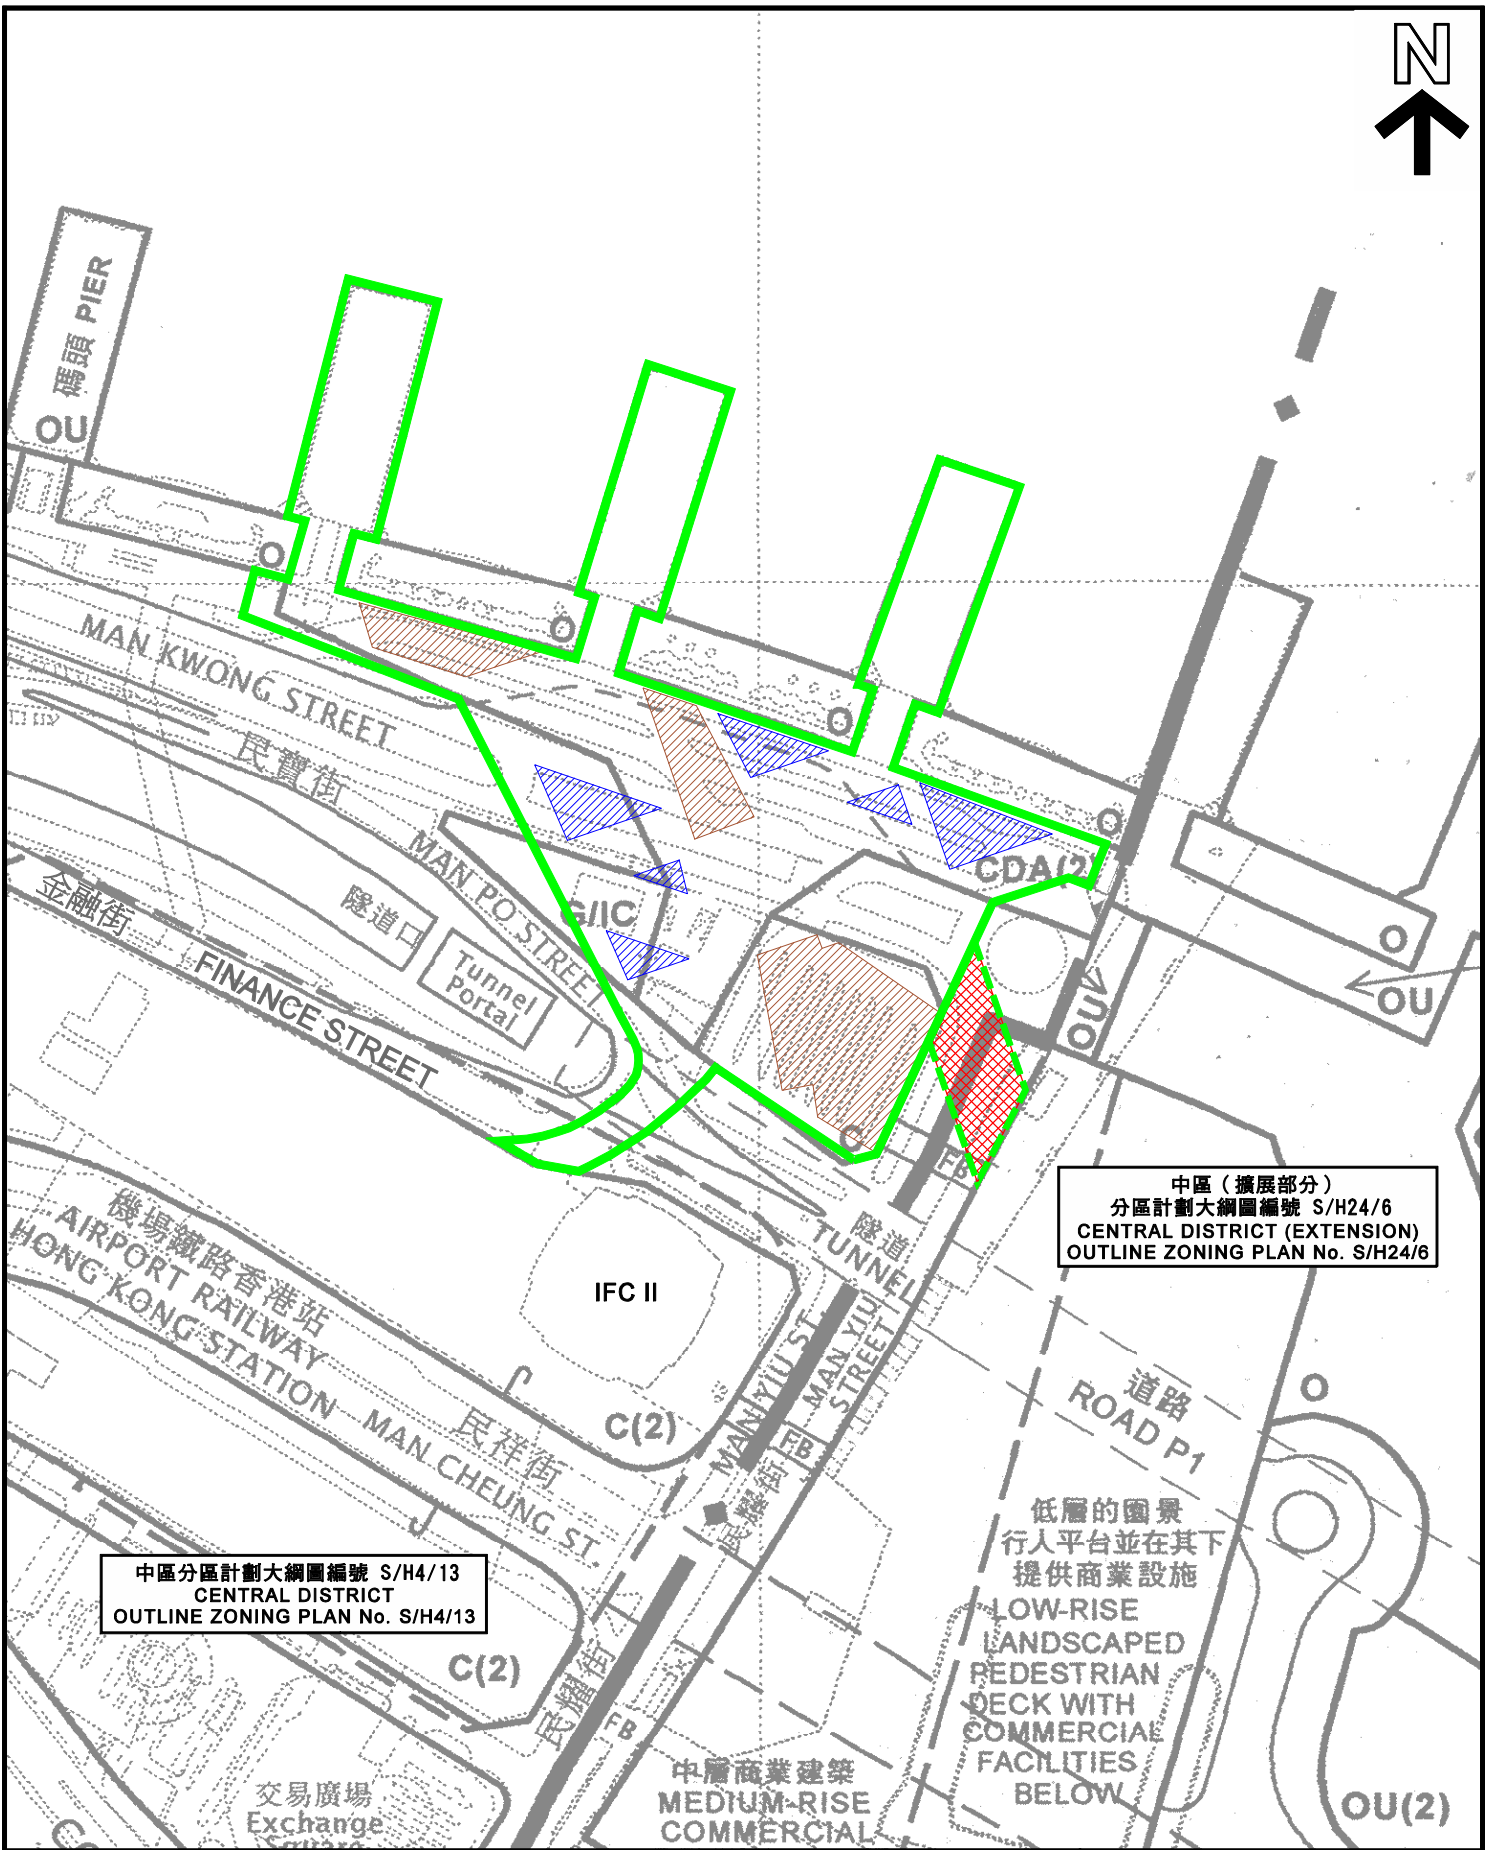 N
碼頭 PIER
OU
O
O
O
O
MAN KWONG STREET
民寶街
MAN PO STREET
CDA(2)
G/IC
金融街
FINANCE STREET
隧道口
Tunnel
Portal
O
OU
OU
O
FB
中區（擴展部分）
分區計劃大綱圖編號 S/H24/6
CENTRAL DISTRICT (EXTENSION)
OUTLINE ZONING PLAN No. S/H24/6
機場鐵路香港站
AIRPORT RAILWAY
HONG KONG STATION
隧道
TUNNEL
IFC II
MAN YIU ST.
MAN YIU
STREET
道路
ROAD P1
O
C(2)
民祥街
MAN CHEUNG ST.
FB
民耀街
低層的園景
行人平台並在其下
提供商業設施
LOW-RISE
LANDSCAPED
PEDESTRIAN
DECK WITH
COMMERCIAL
FACILITIES
BELOW
中區分區計劃大綱圖編號 S/H4/13
CENTRAL DISTRICT
OUTLINE ZONING PLAN No. S/H4/13
C(2)
民耀街
FB
交易廣場
Exchange
Square
中層商業建築
MEDIUM-RISE
COMMERCIAL
OU(2)